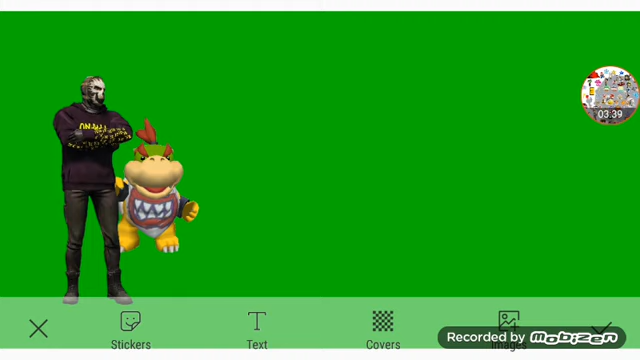 03:39
Stickers
Text
Covers
Images
Recorded by MOBIZEN